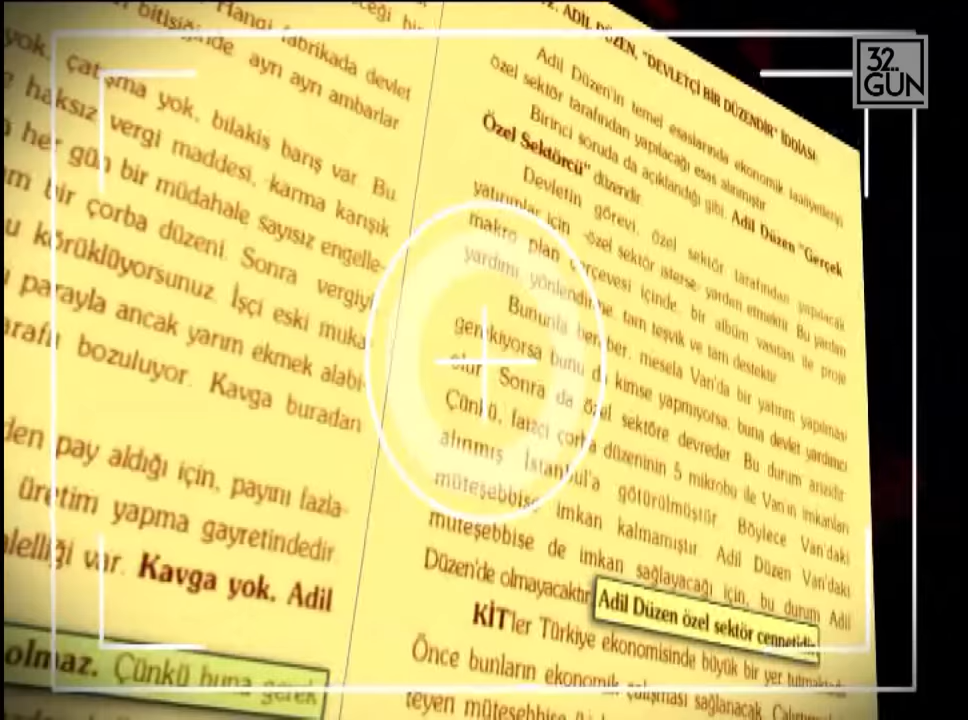 bitişiğinde ayrı ayrı ambarlar
Hangi fabrikada devlet
yok, çatışma yok, bilakis barış var. Bu
haksız vergi maddesi, karma karışık
her gün bir müdahale sayısız engelle-
bir çorba düzeni. Sonra vergiyi
körüklüyorsunuz. İşçi eski muka-
parayla ancak yarım ekmek alabi-
bozuluyor. Kavga buradan
den pay aldığı için, payını fazla-
üretim yapma gayretindedir
var. Kavga yok. Adil
olmaz. Çünkü buna gerek
ADİL DÜZEN, "DEVLETÇİ BİR DÜZENDİR" İDDİASI:
Adil Düzen'in temel esaslarında ekonomik faaliyetlerin
özel sektör tarafından yapılacağı esas alınmıştır
Birinci soruda da açıklandığı gibi, Adil Düzen "Gerçek
Özel Sektörcü" düzendir
Devletin görevi, özel sektör tarafından yapılacak
yatırımlar için -özel sektör isterse- yardım etmektir. Bu yardım
makro plan çerçevesi içinde, bir albüm vasıtası ile proje
yardımı, yönlendirme, tam teşvik ve tam destektir
Bununla beraber, mesela Van'da bir yatırım yapılması
gerekiyorsa bunu da kimse yapmıyorsa, buna devlet yardımcı
olur. Sonra da özel sektöre devreder. Bu durum arızidir
Çünkü, faizci çorba düzeninin 5 mikrobu ile Van'ın imkanları
alınmış İstanbul'a götürülmüştür. Böylece Van'daki
müteşebbise imkan kalmamıştır. Adil Düzen Van'daki
müteşebbise de imkan sağlayacağı için, bu durum Adil
Düzen'de olmayacaktır. Adil Düzen özel sektör cennetidir
KİT'ler Türkiye ekonomisinde büyük bir yer tutmaktadır
Önce bunların ekonomik çalışması sağlanacak.
teyen müteşebbise
32. GÜN